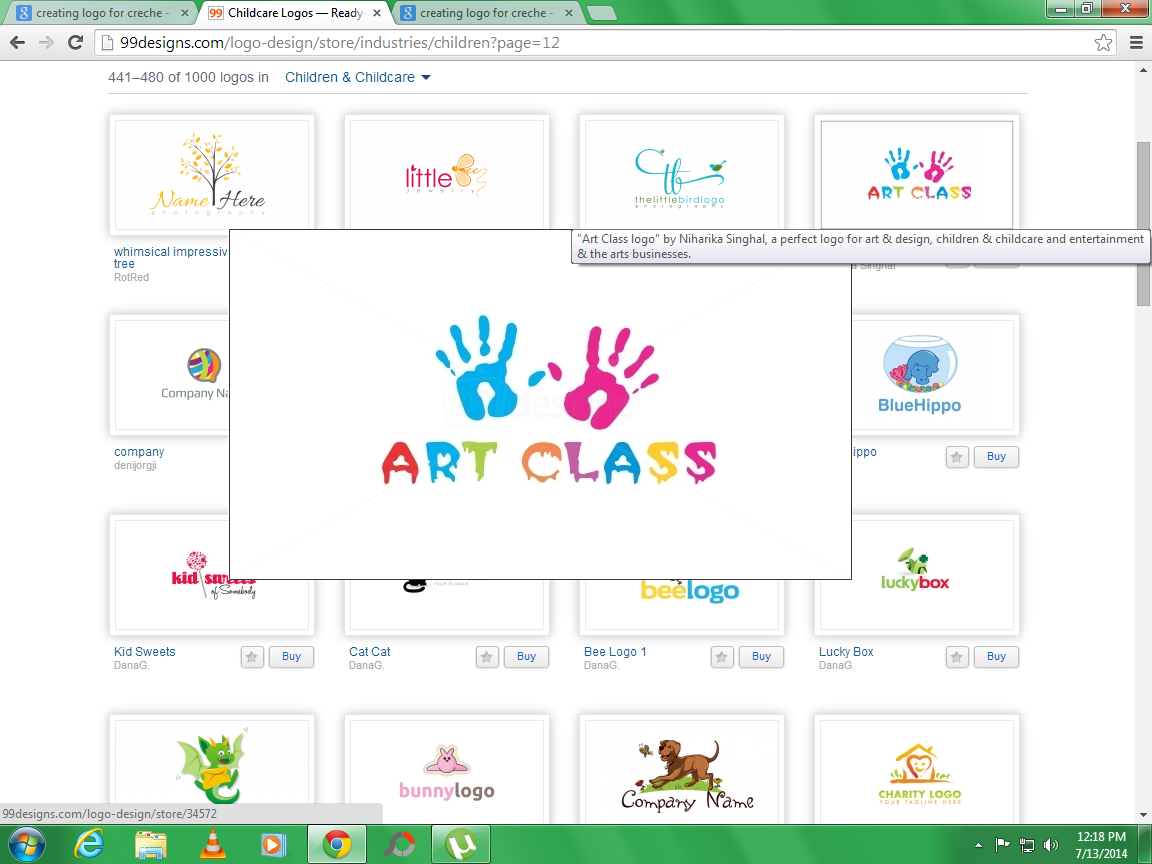 creating logo for creche -
Childcare Logos — Ready
creating logo for creche -
99designs.com/logo-design/store/industries/children?page=12
441–480 of 1000 logos in Children & Childcare
Name Here
photography
little
jewelry
thelittlebirdlogo
photography
ART CLASS
"Art Class logo" by Niharika Singhal, a perfect logo for art & design, children & childcare and entertainment
& the arts businesses.
whimsical impressiv
tree
RotRed
a Singhal
ART CLASS
Company Na
company
denijorgji
BlueHippo
ippo
Buy
kid sweets
of Somebody
YOUR SLOGAN
beelogo
luckybox
Kid Sweets
DanaG.
Buy
Cat Cat
DanaG.
Buy
Bee Logo 1
DanaG.
Buy
Lucky Box
DanaG.
Buy
bunnylogo
Company Name
CHARITY LOGO
YOUR TAGLINE HERE
99designs.com/logo-design/store/34572
12:18 PM
7/13/2014